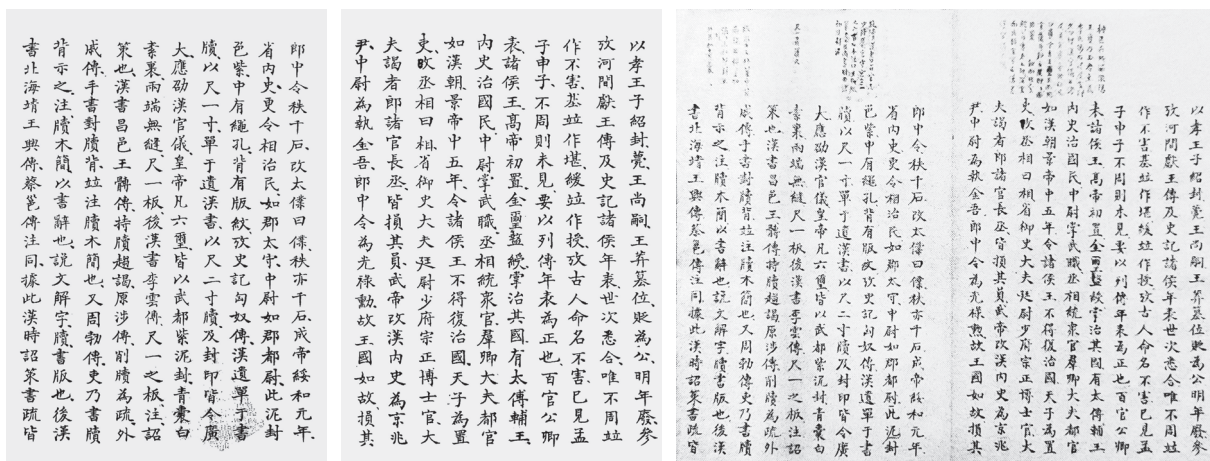 以孝王子紹封薨王尚嗣王莽篡位貶為公明年廢參
攷河間獻王傳及史記諸侯年表世次悉合唯不周竝
作不害基竝作堪緩竝作授攷古人命名不害已見孟
子申子不周則未見要以列傳年表為正也百官公卿
表諸侯王高帝初置金璽盭綬掌治其國有太傅輔王
內史治國民中尉掌武職丞相統衆官羣卿大夫都官
如漢朝景帝中五年令諸侯王不得復治國天子為置
吏改丞相曰相省御史大夫廷尉少府宗正博士官大
夫謁者郎諸官長丞皆損其員武帝改漢內史為京兆
尹中尉為執金吾郎中令為光祿勳故王國如故損其
郎中令秩千石改太僕曰僕秩亦千石成帝綏和元年
省內史更令相治民如郡太守中尉如郡都尉此泥封
色紫中有繩孔背有版紋攷史記匈奴傳漢遺單于書
牘以尺一寸單于遺漢書以尺二寸牘及封印皆令廣
大應劭漢官儀皇帝凡六璽皆以武都紫泥封青囊白
素裹兩端無縫尺一板後漢書李雲傳尺一之板注詔
策也漢書昌邑王髆傳持牘趨謁原涉傳削牘為疏外
戚傳手書對牘背竝注牘木簡也又周勃傳吏乃書牘
背示之注牘木簡以書辭也說文解字牘書版也後漢
書北海靖王興傳蔡邕傳注同據此漢時詔策書疏皆
以孝王子紹封薨王尚嗣王莽篡位貶為公明年廢參
攷河間獻王傳及史記諸侯年表世次悉合唯不周竝
作不害基竝作堪緩竝作授攷古人命名不害已見孟
子申子不周則未見要以列傳年表為正也百官公卿
表諸侯王高帝初置金璽盭綬掌治其國有太傅輔王
內史治國民中尉掌武職丞相統衆官羣卿大夫都官
如漢朝景帝中五年令諸侯王不得復治國天子為置
吏改丞相曰相省御史大夫廷尉少府宗正博士官大
夫謁者郎諸官長丞皆損其員武帝改漢內史為京兆
尹中尉為執金吾郎中令為光祿勳故王國如故損其
郎中令秩千石改太僕曰僕秩亦千石成帝綏和元年
省內史更令相治民如郡太守中尉如郡都尉此泥封
色紫中有繩孔背有版紋攷史記匈奴傳漢遺單于書
牘以尺一寸單于遺漢書以尺二寸牘及封印皆令廣
大應劭漢官儀皇帝凡六璽皆以武都紫泥封青囊白
素裹兩端無縫尺一板後漢書李雲傳尺一之板注詔
策也漢書昌邑王髆傳持牘趨謁原涉傳削牘為疏外
戚傳手書對牘背竝注牘木簡也又周勃傳吏乃書牘
背示之注牘木簡以書辭也說文解字牘書版也後漢
書北海靖王興傳蔡邕傳注同據此漢時詔策書疏皆